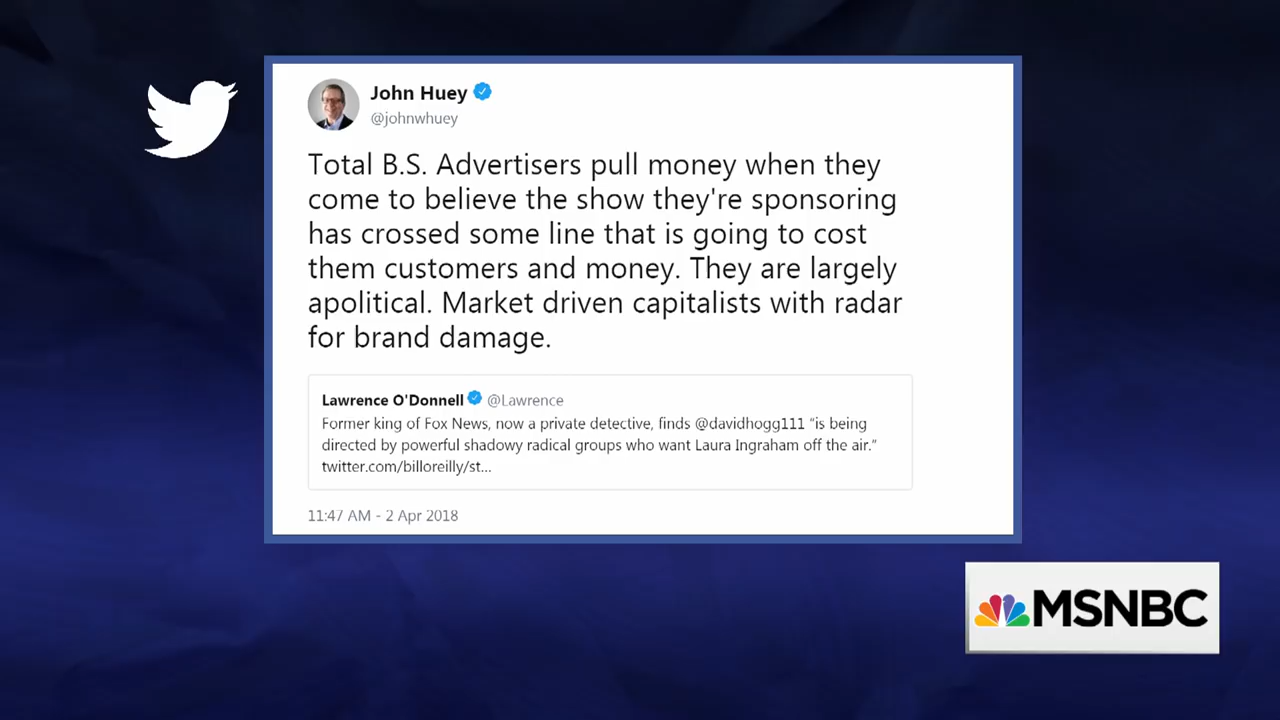 John Huey
@johnwhuey
Total B.S. Advertisers pull money when they
come to believe the show they're sponsoring
has crossed some line that is going to cost
them customers and money. They are largely
apolitical. Market driven capitalists with radar
for brand damage.
Lawrence O'Donnell @Lawrence
Former king of Fox News, now a private detective, finds @davidhogg111 “is being
directed by powerful shadowy radical groups who want Laura Ingraham off the air.”
twitter.com/billoreilly/st...
11:47 AM - 2 Apr 2018
MSNBC